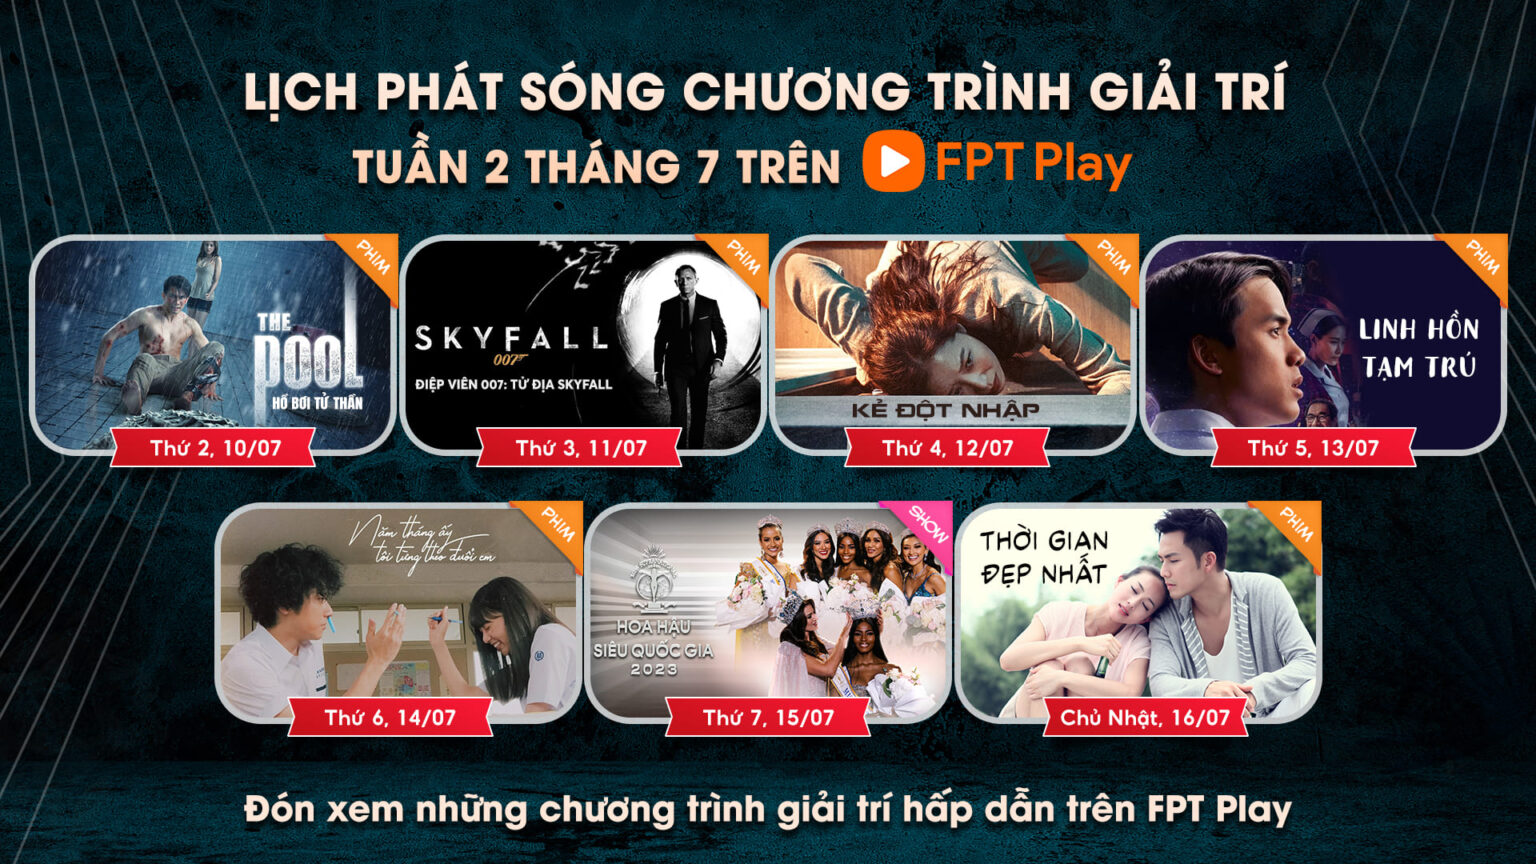 LỊCH PHÁT SÓNG CHƯƠNG TRÌNH GIẢI TRÍ
TUẦN 2 THÁNG 7 TRÊN FPT Play
PHIM
THE
POOL
HỒ BƠI TỬ THẦN
Thứ 2, 10/07
PHIM
SKYFALL
007
ĐIỆP VIÊN 007: TỬ ĐỊA SKYFALL
Thứ 3, 11/07
PHIM
KẺ ĐỘT NHẬP
Thứ 4, 12/07
PHIM
LINH HỒN
TẠM TRÚ
Thứ 5, 13/07
PHIM
Năm tháng ấy
tôi từng theo đuổi em
Thứ 6, 14/07
SHOW
HOA HẬU
SIÊU QUỐC GIA
2023
Thứ 7, 15/07
PHIM
THỜI GIAN
ĐẸP NHẤT
Chủ Nhật, 16/07
Đón xem những chương trình giải trí hấp dẫn trên FPT Play